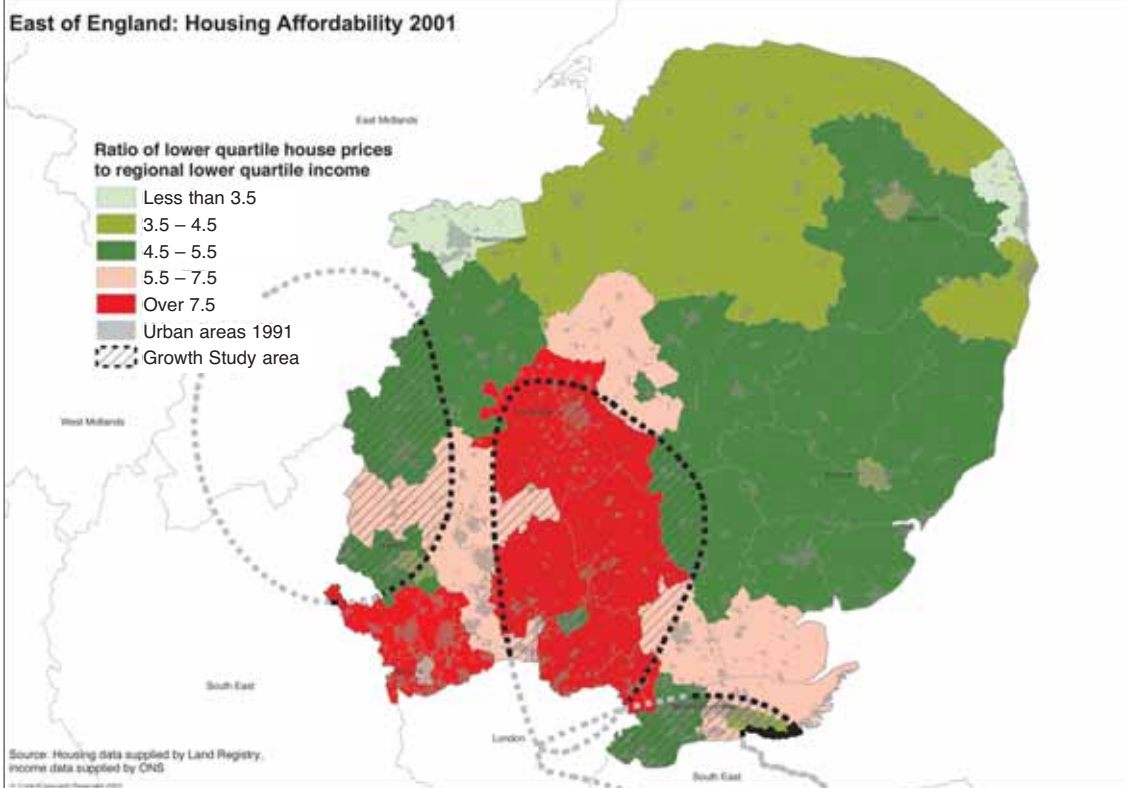 East of England: Housing Affordability 2001
East Midlands
Ratio of lower quartile house prices
to regional lower quartile income
Less than 3.5
3.5 – 4.5
4.5 – 5.5
5.5 – 7.5
Over 7.5
Urban areas 1991
Growth Study area
West Midlands
South East
London
South East
Source: Housing data supplied by Land Registry,
income data supplied by ONS